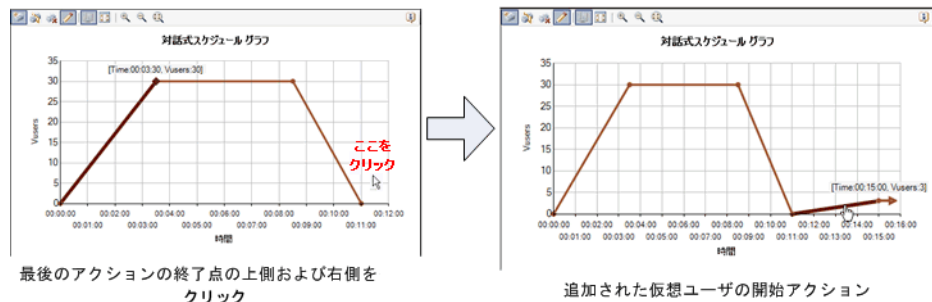 対話式スケジュール グラフ
[Time:00:03:30, Vusers:30]
Vusers
35
30
25
20
15
10
5
0
ここを
クリック
00:00:00 00:02:00 00:04:00 00:06:00 00:08:00 00:10:00 00:12:00
00:01:00 00:03:00 00:05:00 00:07:00 00:09:00 00:11:00
時間
最後のアクションの終了点の上側および右側を
クリック
対話式スケジュール グラフ
Vusers
35
30
25
20
15
10
5
0
[Time:00:15:00, Vusers:3]
00:00:00 00:02:00 00:04:00 00:06:00 00:08:00 00:10:00 00:12:00 00:14:00 00:16:00
00:01:00 00:03:00 00:05:00 00:07:00 00:09:00 00:11:00 00:13:00 00:15:00
時間
追加された仮想ユーザの開始アクション